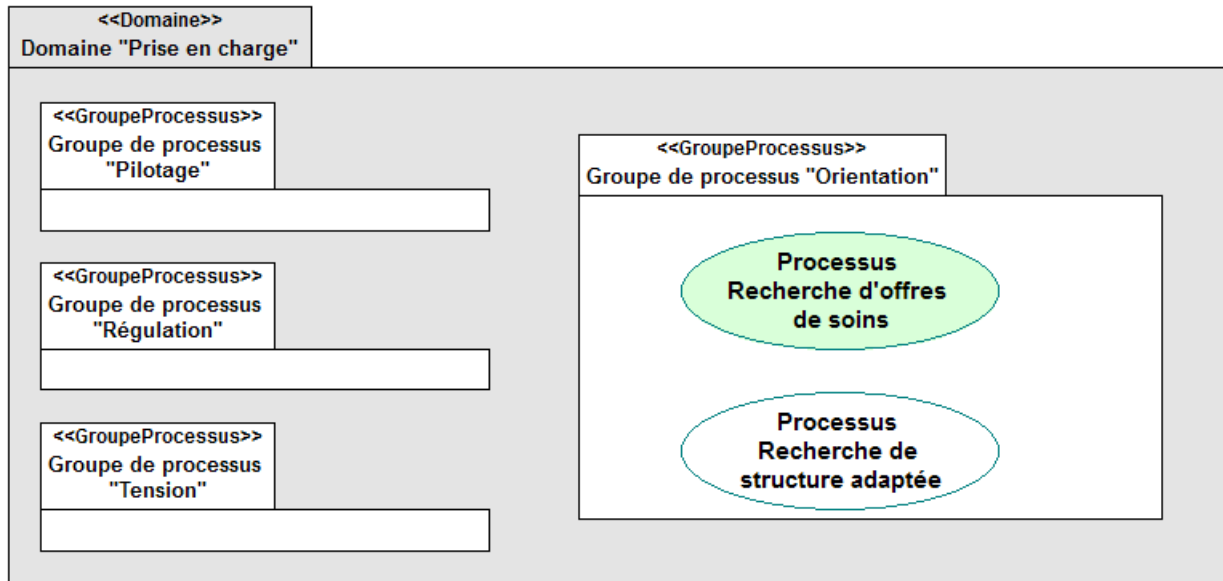 <<Domaine>>
Domaine "Prise en charge"
<<GroupeProcessus>>
Groupe de processus
"Pilotage"
<<GroupeProcessus>>
Groupe de processus
"Régulation"
<<GroupeProcessus>>
Groupe de processus
"Tension"
<<GroupeProcessus>>
Groupe de processus "Orientation"
Processus
Recherche d'offres
de soins
Processus
Recherche de
structure adaptée